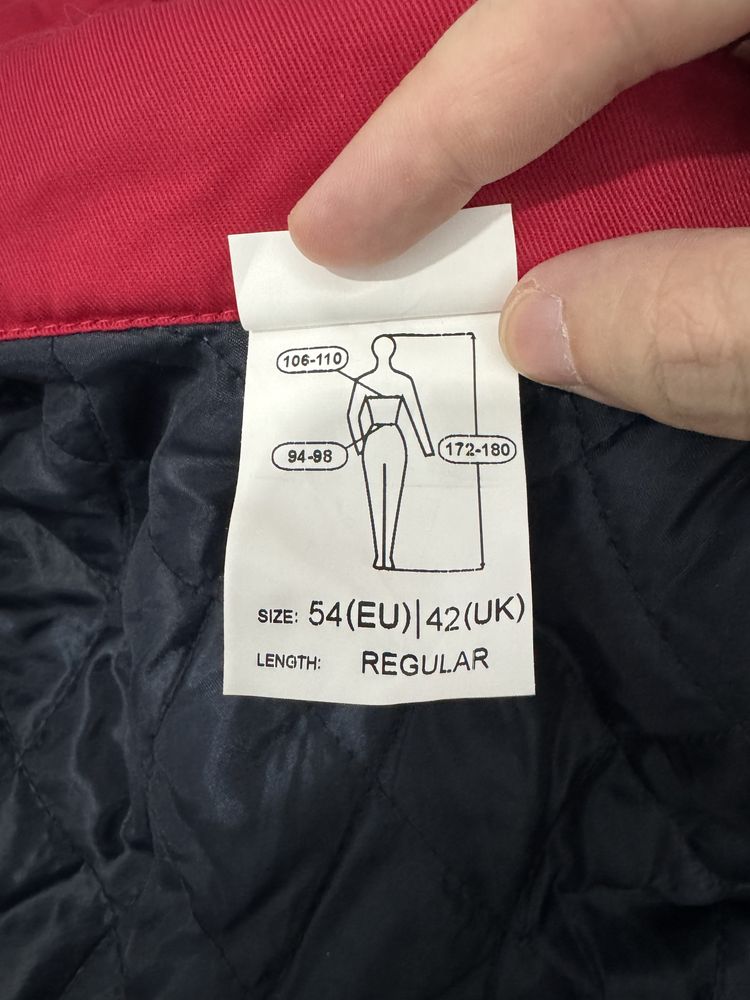 106-110
94-98
172-180
SIZE: 54(EU)|42(UK)
LENGTH: REGULAR